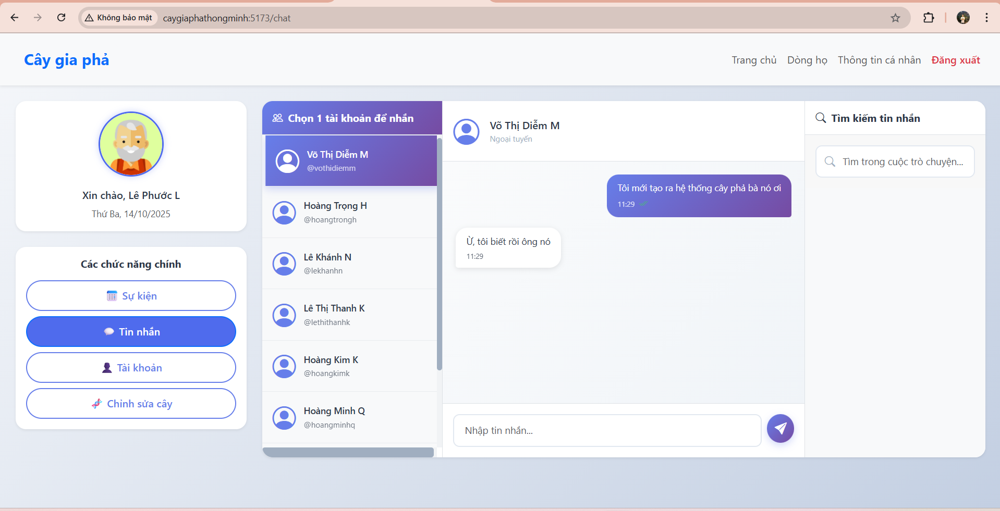 Không bảo mật
caygiaphathongminh:5173/chat
Cây gia phả
Trang chủ
Dòng họ
Thông tin cá nhân
Đăng xuất
Xin chào, Lê Phước L
Thứ Ba, 14/10/2025
Các chức năng chính
Sự kiện
Tin nhắn
Tài khoản
Chỉnh sửa cây
Chọn 1 tài khoản để nhắn
Võ Thị Diễm M
@vothidiemm
Hoàng Trọng H
@hoangtrongh
Lê Khánh N
@lekhanhn
Lê Thị Thanh K
@lethithanhk
Hoàng Kim K
@hoangkimk
Hoàng Minh Q
@hoangminhq
Võ Thị Diễm M
Ngoại tuyến
Tôi mới tạo ra hệ thống cây phả bà nó ơi
11:29
Ừ, tôi biết rồi ông nó
11:29
Nhập tin nhắn...
Tìm kiếm tin nhắn
Tìm trong cuộc trò chuyện...